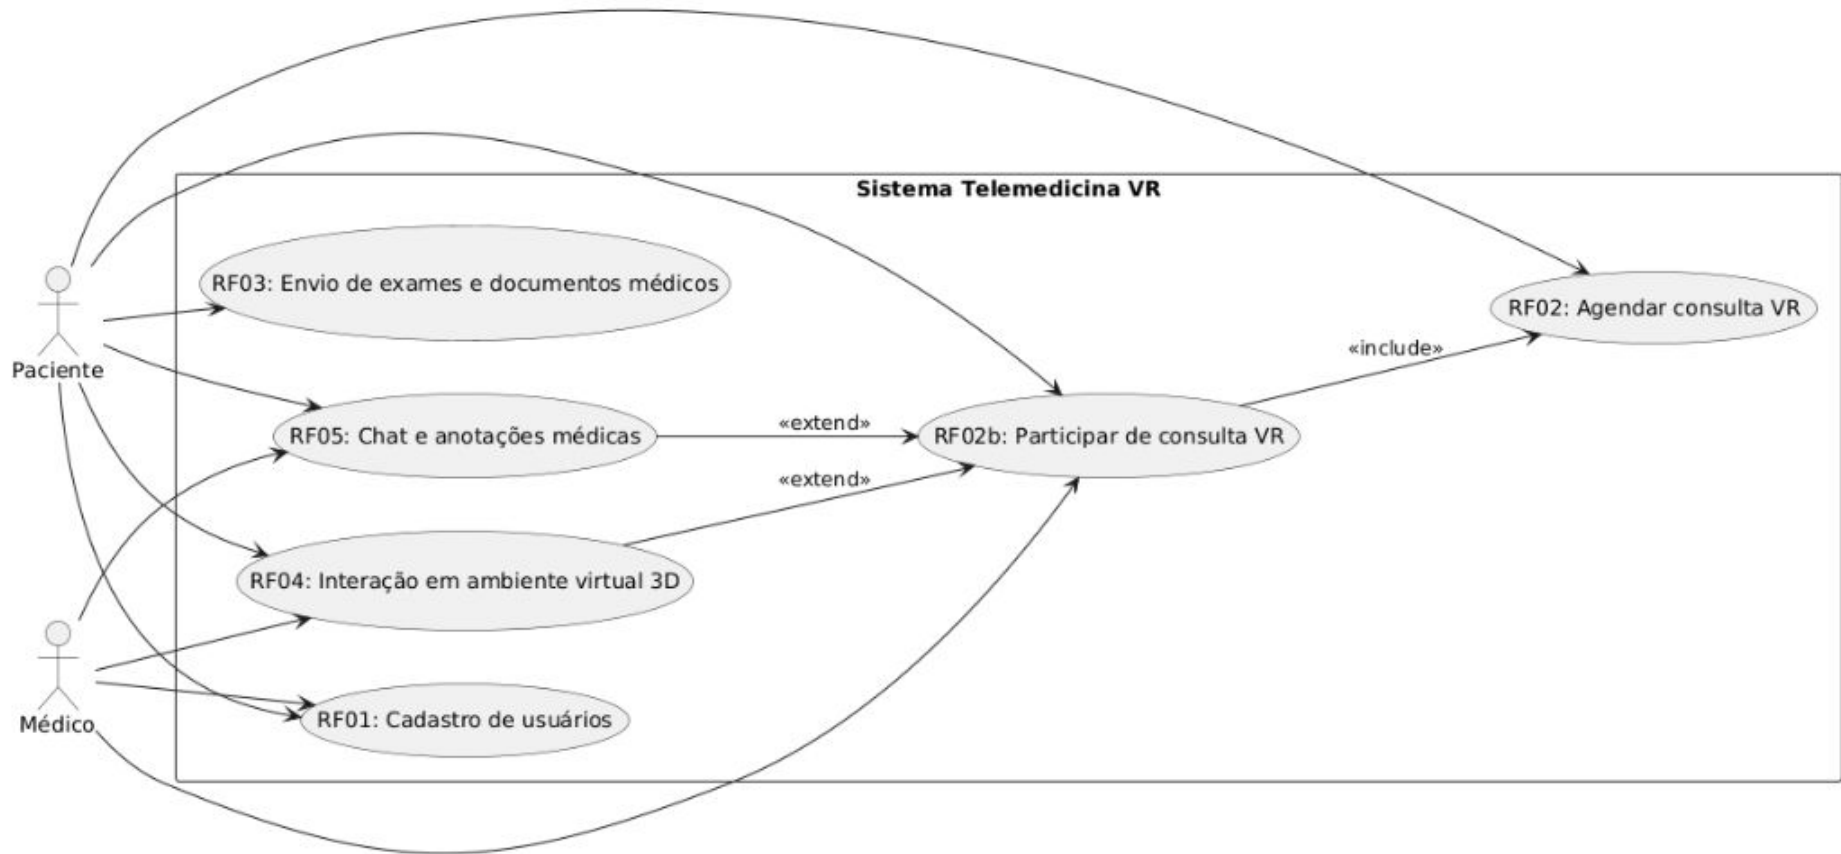 Sistema Telemedicina VR
RF03: Envio de exames e documentos médicos
RF02: Agendar consulta VR
«include»
Paciente
RF05: Chat e anotações médicas
«extend»
RF02b: Participar de consulta VR
«extend»
RF04: Interação em ambiente virtual 3D
Médico
RF01: Cadastro de usuários